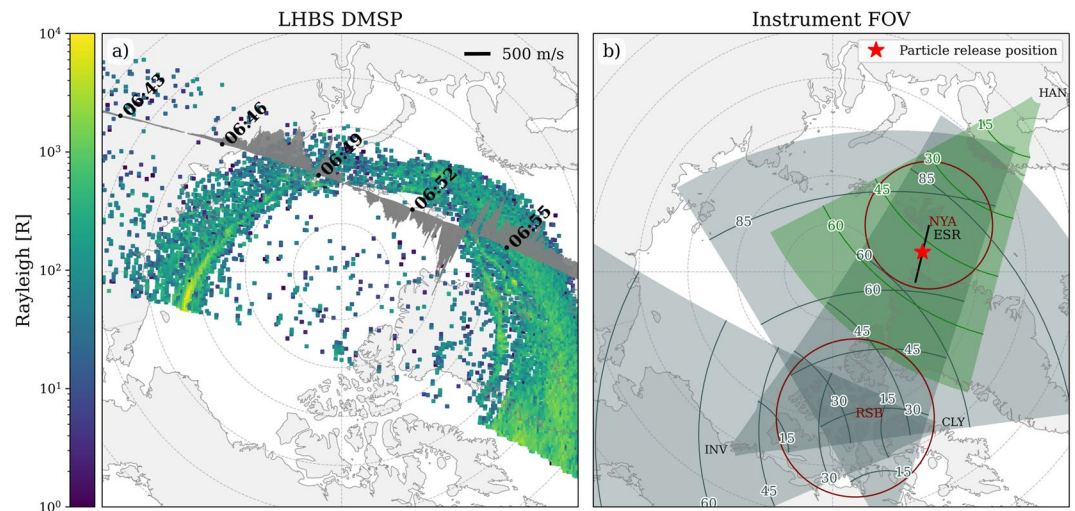 LHBS DMSP
Instrument FOV
10⁴
10³
10²
10¹
10⁰
Rayleigh [R]
a)
500 m/s
06:43
06:46
06:49
06:52
06:55
b)
Particle release position
HAN
15
30
85
45
85
60
NYA
ESR
60
60
45
45
30
15
30
RSB
CLY
15
INV
30
15
45
60